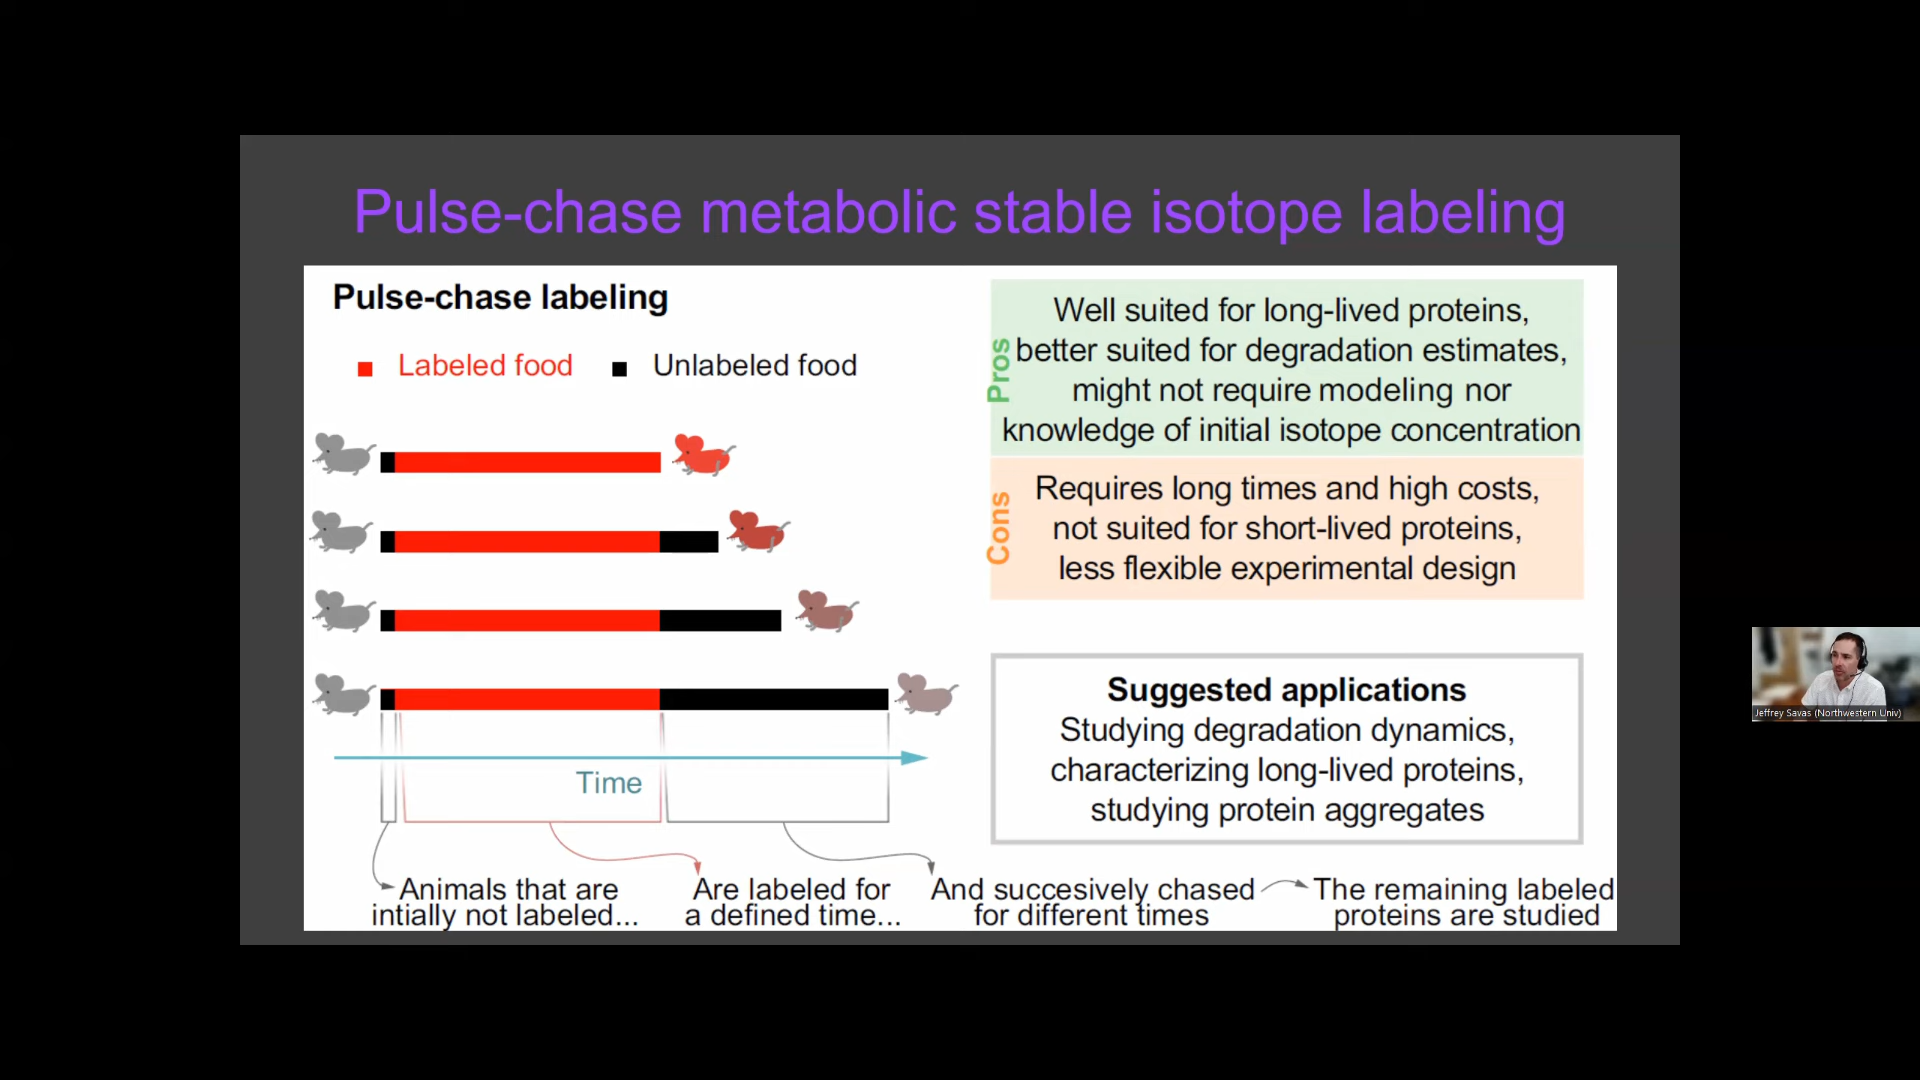 Pulse-chase metabolic stable isotope labeling
Pulse-chase labeling
Labeled food
Unlabeled food
Time
Animals that are
intially not labeled...
Are labeled for
a defined time...
And succesively chased
for different times
The remaining labeled
proteins are studied
Pros
Well suited for long-lived proteins,
better suited for degradation estimates,
might not require modeling nor
knowledge of initial isotope concentration
Cons
Requires long times and high costs,
not suited for short-lived proteins,
less flexible experimental design
Suggested applications
Studying degradation dynamics,
characterizing long-lived proteins,
studying protein aggregates
Jeffrey Savas (Northwestern Univ)